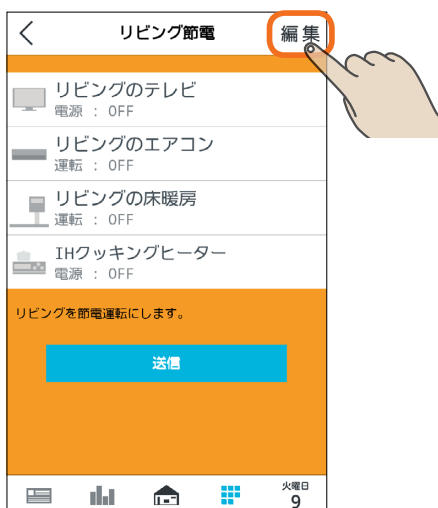 リビング節電 編集
リビングのテレビ
電源 : OFF
リビングのエアコン
運転 : OFF
リビングの床暖房
運転 : OFF
IHクッキングヒーター
電源 : OFF
リビングを節電運転にします。
送信
火曜日
9